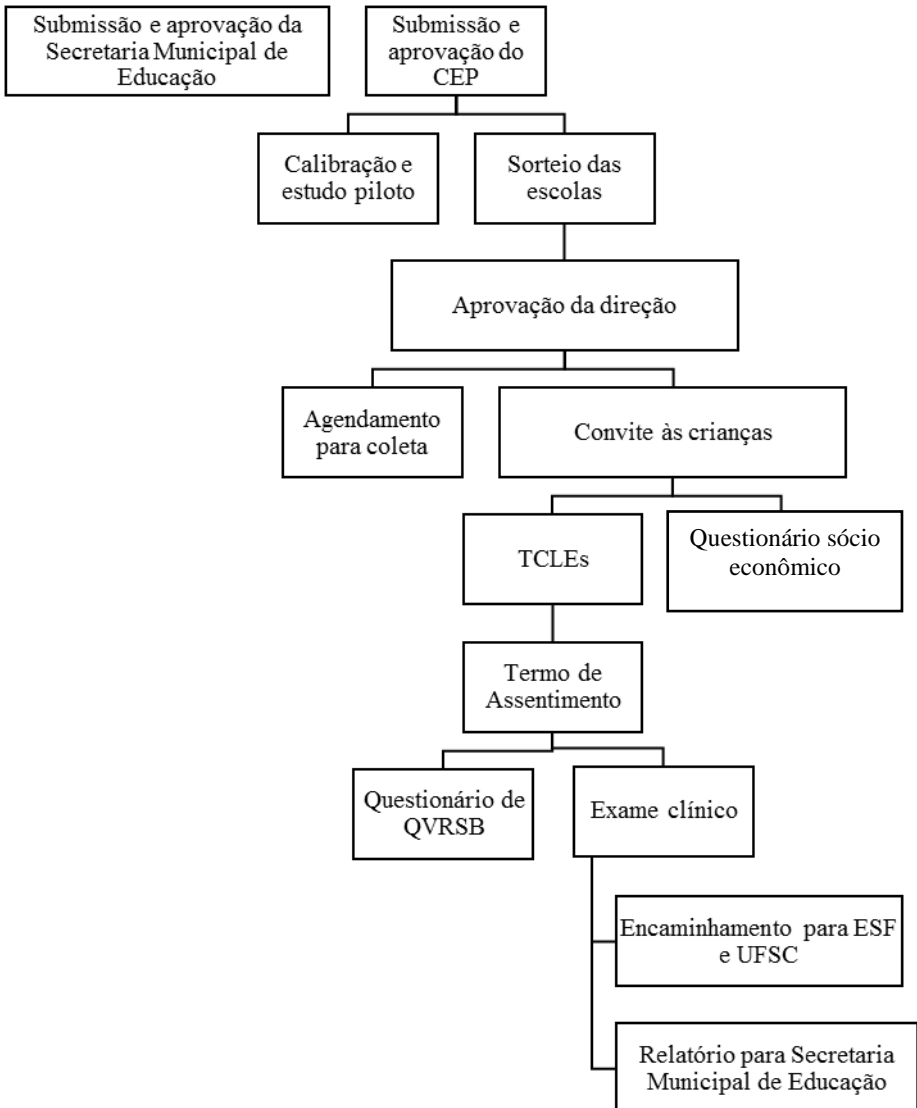 Submissão e aprovação da
Secretaria Municipal de
Educação
Submissão e
aprovação do
CEP
Calibração e
estudo piloto
Sorteio das
escolas
Aprovação da direção
Agendamento
para coleta
Convite às crianças
TCLEs
Questionário sócio
econômico
Termo de
Assentimento
Questionário de
QVRSB
Exame clínico
Encaminhamento para ESF
e UFSC
Relatório para Secretaria
Municipal de Educação